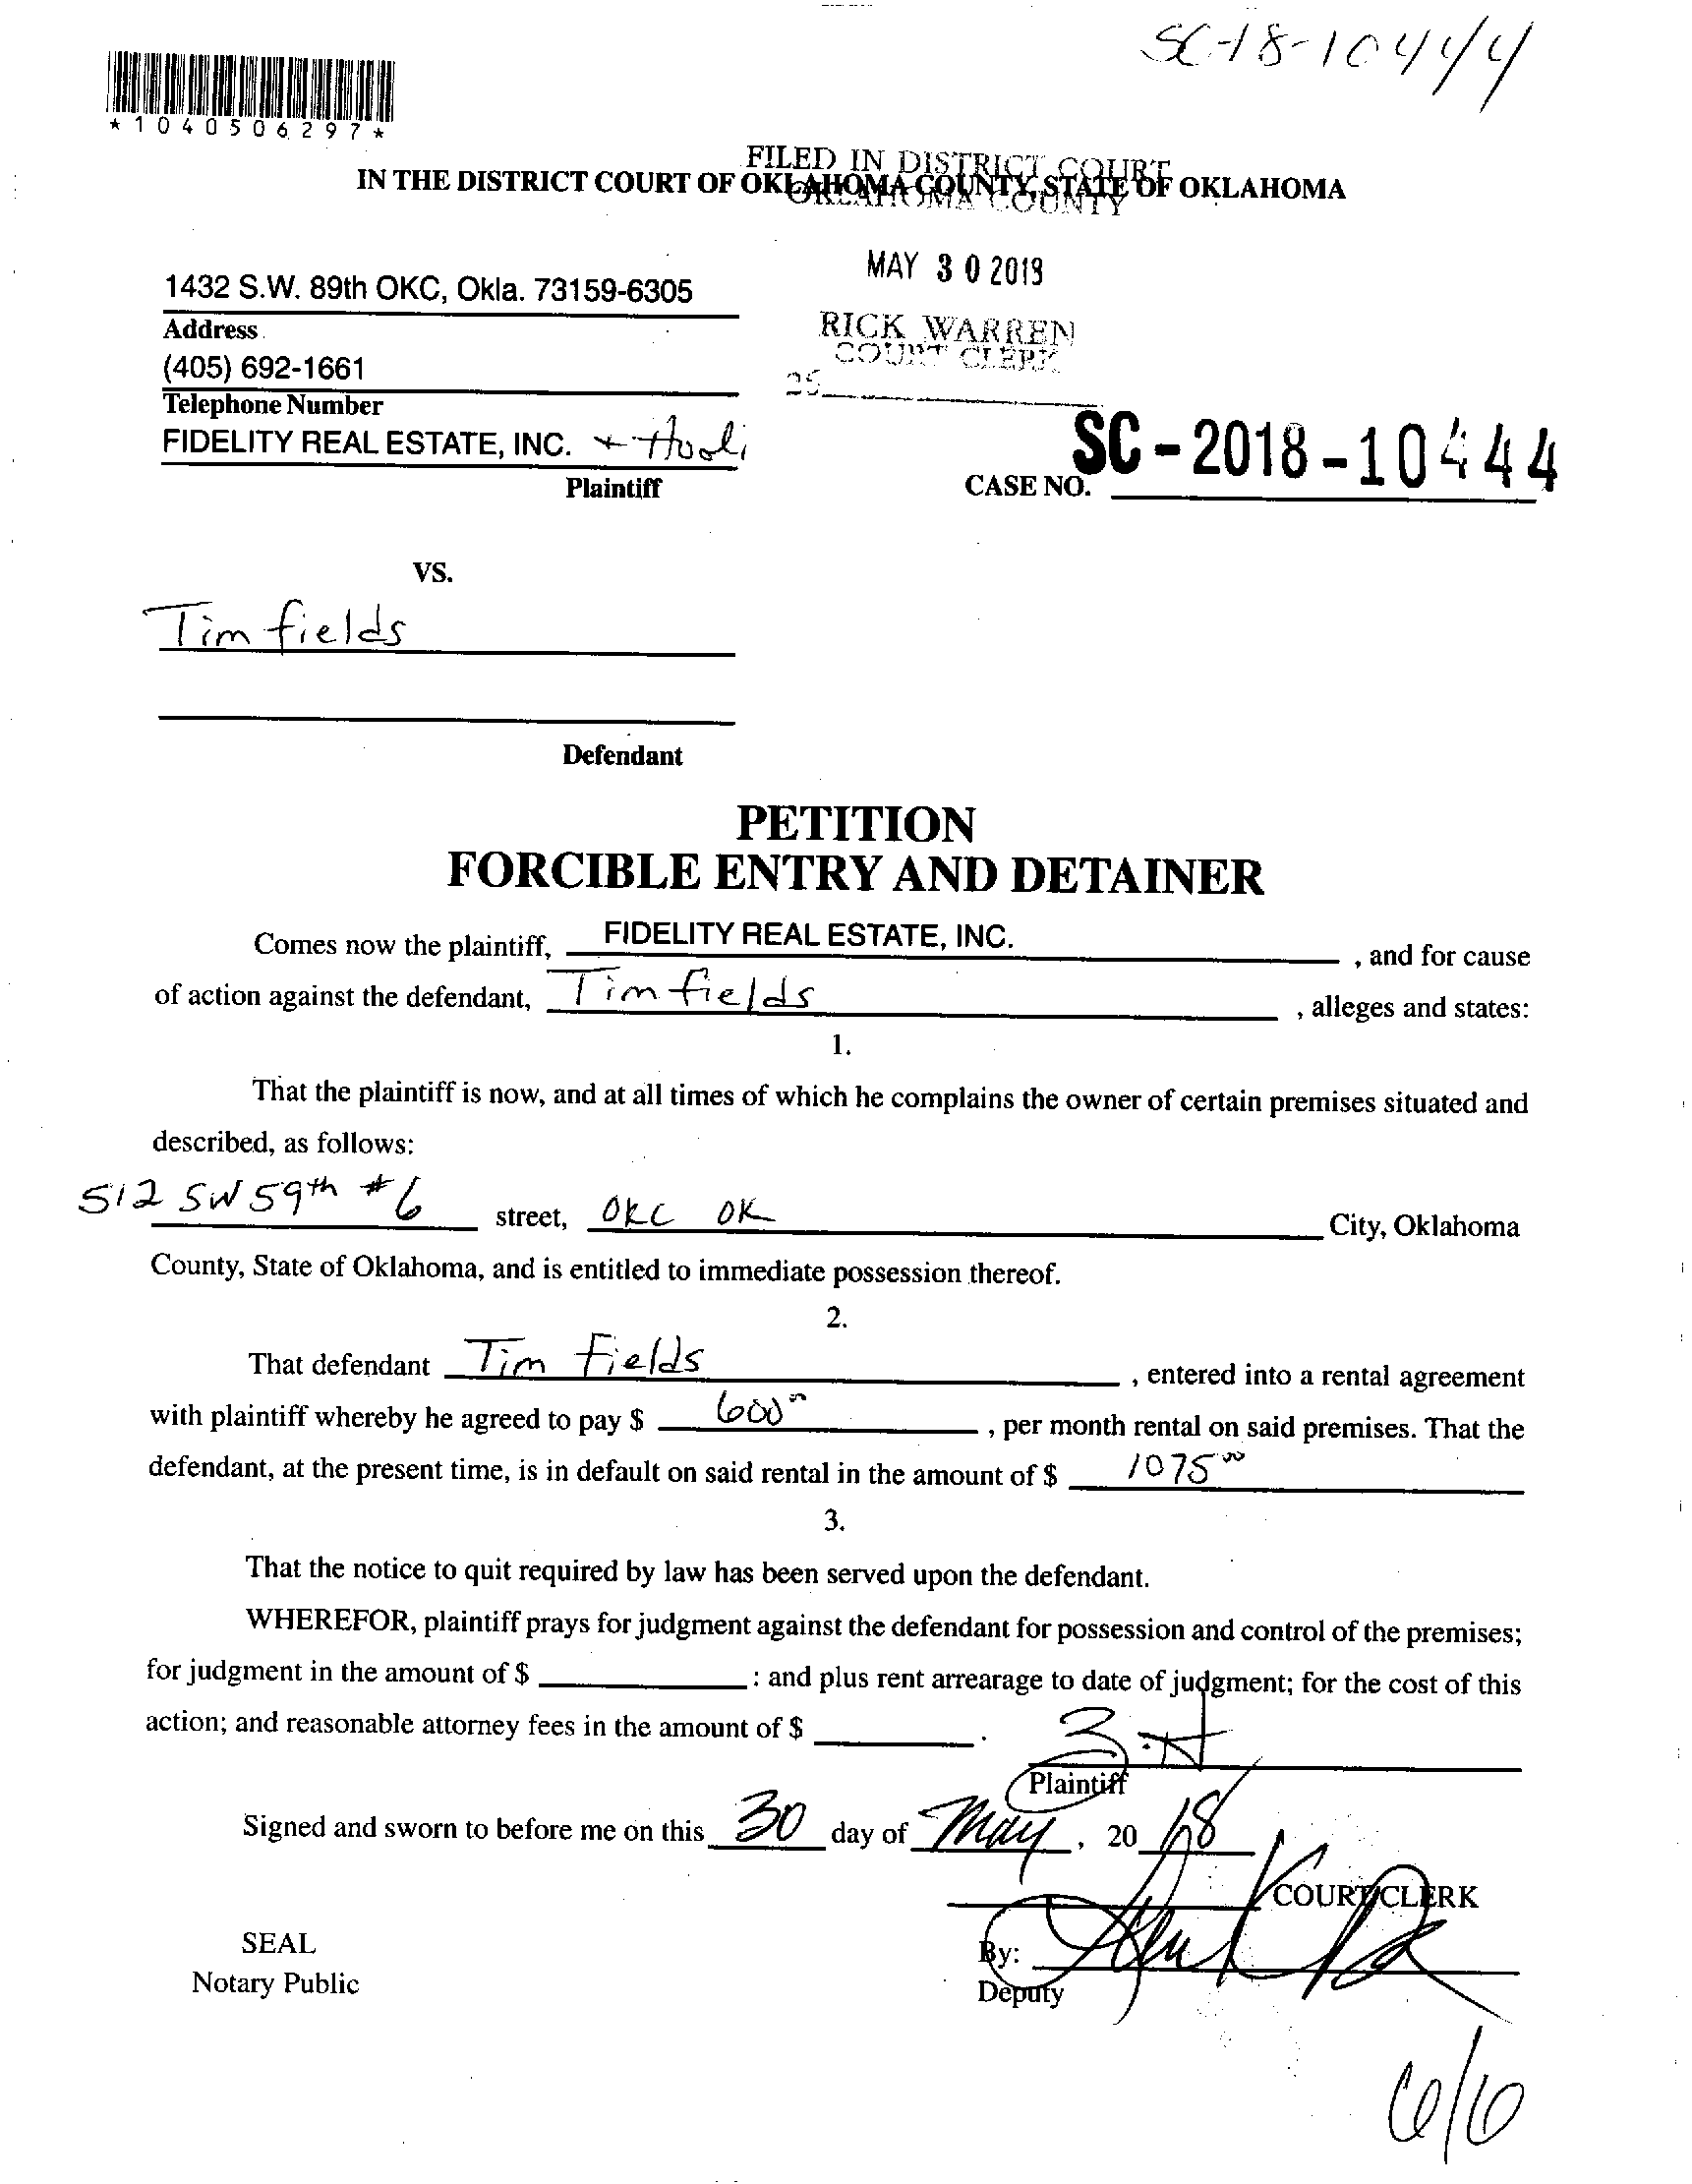 SC-18-10444
*1040506297*
FILED IN DISTRICT COURT
OKLAHOMA COUNTY
IN THE DISTRICT COURT OF OKLAHOMA COUNTY, STATE OF OKLAHOMA
MAY 30 2018
1432 S.W. 89th OKC, Okla. 73159-6305
Address
RICK WARREN
COURT CLERK
(405) 692-1661
25
Telephone Number
FIDELITY REAL ESTATE, INC. +
Plaintiff
CASE NO. SC-2018-10444
VS.
Tim fields
Defendant
PETITION
FORCIBLE ENTRY AND DETAINER
Comes now the plaintiff, FIDELITY REAL ESTATE, INC. , and for cause
of action against the defendant, Tim fields , alleges and states:
1.
That the plaintiff is now, and at all times of which he complains the owner of certain premises situated and
described, as follows:
512 SW 59th #6 street, OKC OK City, Oklahoma
County, State of Oklahoma, and is entitled to immediate possession thereof.
2.
That defendant Tim Fields , entered into a rental agreement
with plaintiff whereby he agreed to pay $ 600 00 , per month rental on said premises. That the
defendant, at the present time, is in default on said rental in the amount of $ 1075 00
3.
That the notice to quit required by law has been served upon the defendant.
WHEREFOR, plaintiff prays for judgment against the defendant for possession and control of the premises;
for judgment in the amount of $ : and plus rent arrearage to date of judgment; for the cost of this
action; and reasonable attorney fees in the amount of $ .
Plaintiff
Signed and sworn to before me on this 30 day of May , 20 18
COURT CLERK
SEAL
By:
Notary Public
Deputy